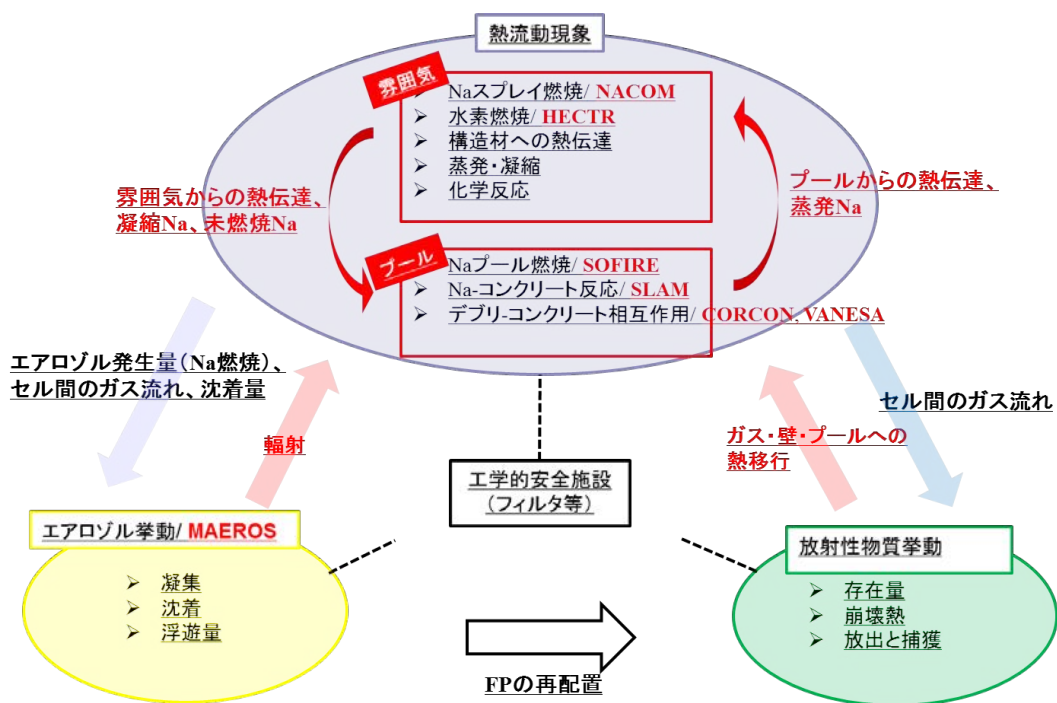 熱流動現象
雰囲気
Naスプレイ燃焼/ NACOM
水素燃焼/ HECTR
構造材への熱伝達
蒸発・凝縮
化学反応
雰囲気からの熱伝達、
凝縮Na、未燃焼Na
プールからの熱伝達、
蒸発Na
プール
Naプール燃焼/ SOFIRE
Na-コンクリート反応/ SLAM
デブリ-コンクリート相互作用/ CORCON, VANESA
エアロゾル発生量(Na燃焼)、
セル間のガス流れ、沈着量
輻射
セル間のガス流れ
ガス・壁・プールへの
熱移行
工学的安全施設
(フィルタ等)
エアロゾル挙動/ MAEROS
凝集
沈着
浮遊量
放射性物質挙動
存在量
崩壊熱
放出と捕獲
FPの再配置